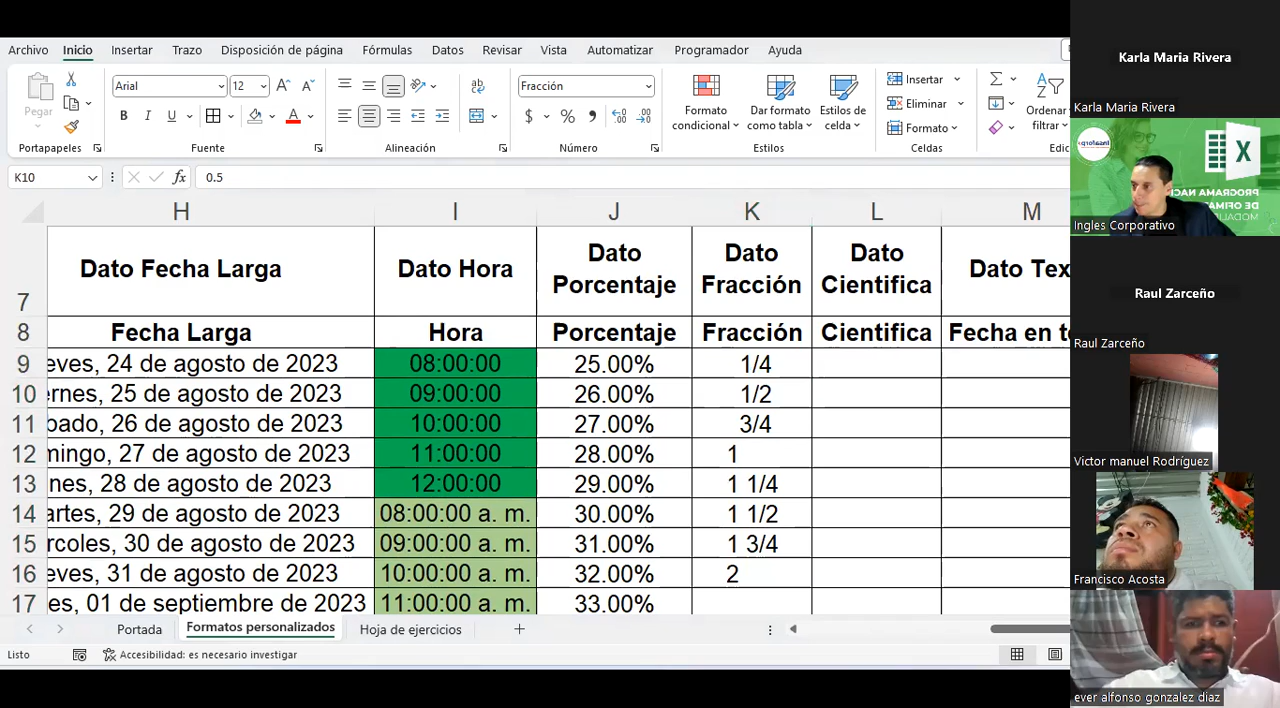 Archivo Inicio Insertar Trazo Disposición de página Fórmulas Datos Revisar Vista Automatizar Programador Ayuda
Pegar
Portapapeles
Arial 12
N K S
Fuente
Alineación
Fracción
$ % 000
Número
Formato condicional
Dar formato como tabla
Estilos de celda
Estilos
Insertar
Eliminar
Formato
Celdas
Ordenar
filtrar
Edic
K10 fx 0.5
H I J K L M
7 Dato Fecha Larga Dato Hora Dato Porcentaje Dato Fracción Dato Cientifica Dato Tex
8 Fecha Larga Hora Porcentaje Fracción Cientifica Fecha en te
9 eves, 24 de agosto de 2023 08:00:00 25.00% 1/4
10 ernes, 25 de agosto de 2023 09:00:00 26.00% 1/2
11 bado, 26 de agosto de 2023 10:00:00 27.00% 3/4
12 mingo, 27 de agosto de 2023 11:00:00 28.00% 1
13 nes, 28 de agosto de 2023 12:00:00 29.00% 1 1/4
14 artes, 29 de agosto de 2023 08:00:00 a. m. 30.00% 1 1/2
15 rcoles, 30 de agosto de 2023 09:00:00 a. m. 31.00% 1 3/4
16 eves, 31 de agosto de 2023 10:00:00 a. m. 32.00% 2
17 es, 01 de septiembre de 2023 11:00:00 a. m. 33.00%
Portada Formatos personalizados Hoja de ejercicios
Listo Accesibilidad: es necesario investigar
Karla Maria Rivera
Karla Maria Rivera
PROGRAMA NAC
DE OFIMA
MODALID
Ingles Corporativo
Raul Zarceño
Raul Zarceño
Victor manuel Rodríguez
Francisco Acosta
ever alfonso gonzalez diaz